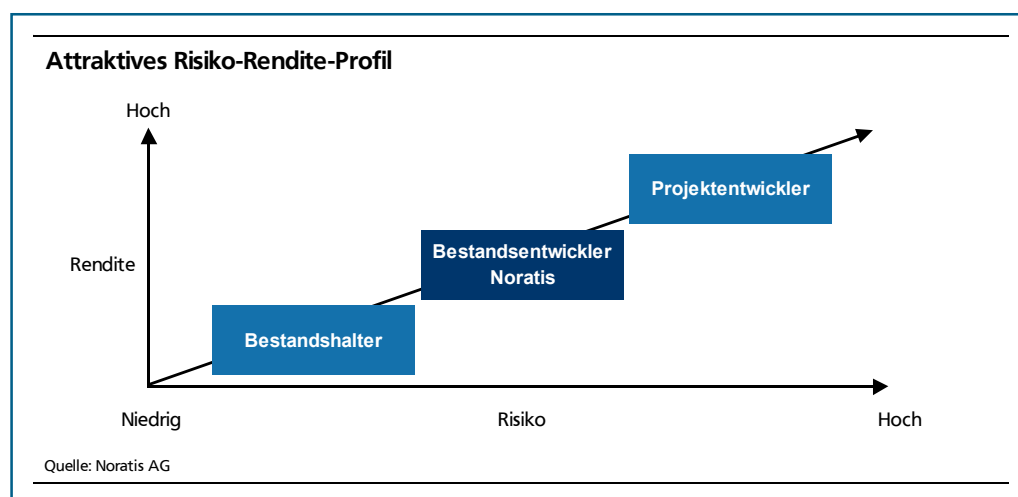 Attraktives Risiko-Rendite-Profil
Hoch
Projektentwickler
Bestandsentwickler
Noratis
Rendite
Bestandshalter
Niedrig
Risiko
Hoch
Quelle: Noratis AG